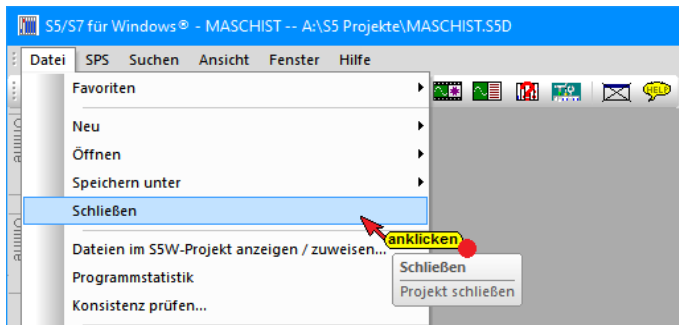 S5/S7 für Windows® - MASCHIST -- A:\S5 Projekte\MASCHIST.S5D
Datei SPS Suchen Ansicht Fenster Hilfe
Favoriten
HELP
Neu
Öffnen
Speichern unter
Schließen
anklicken
Dateien im S5W-Projekt anzeigen / zuweisen...
Schließen
Programmstatistik
Projekt schließen
Konsistenz prüfen...